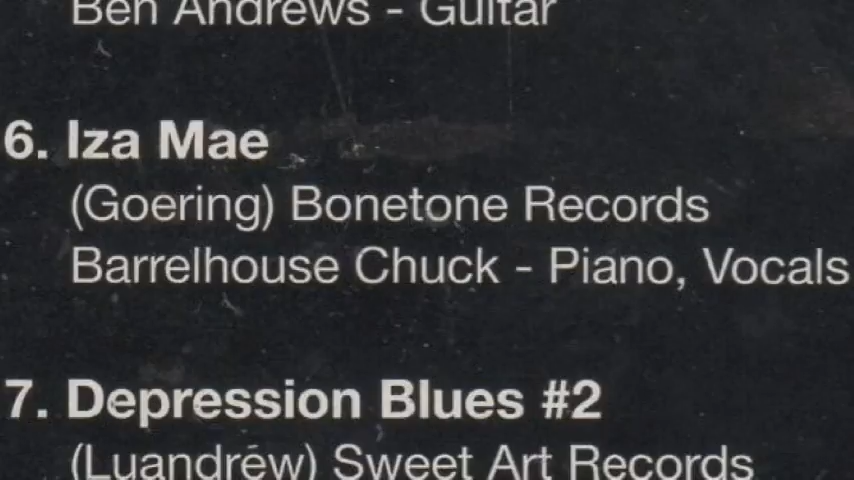 Ben Andrews - Guitar
6. Iza Mae
(Goering) Bonetone Records
Barrelhouse Chuck - Piano, Vocals
7. Depression Blues #2
(Luandrew) Sweet Art Records